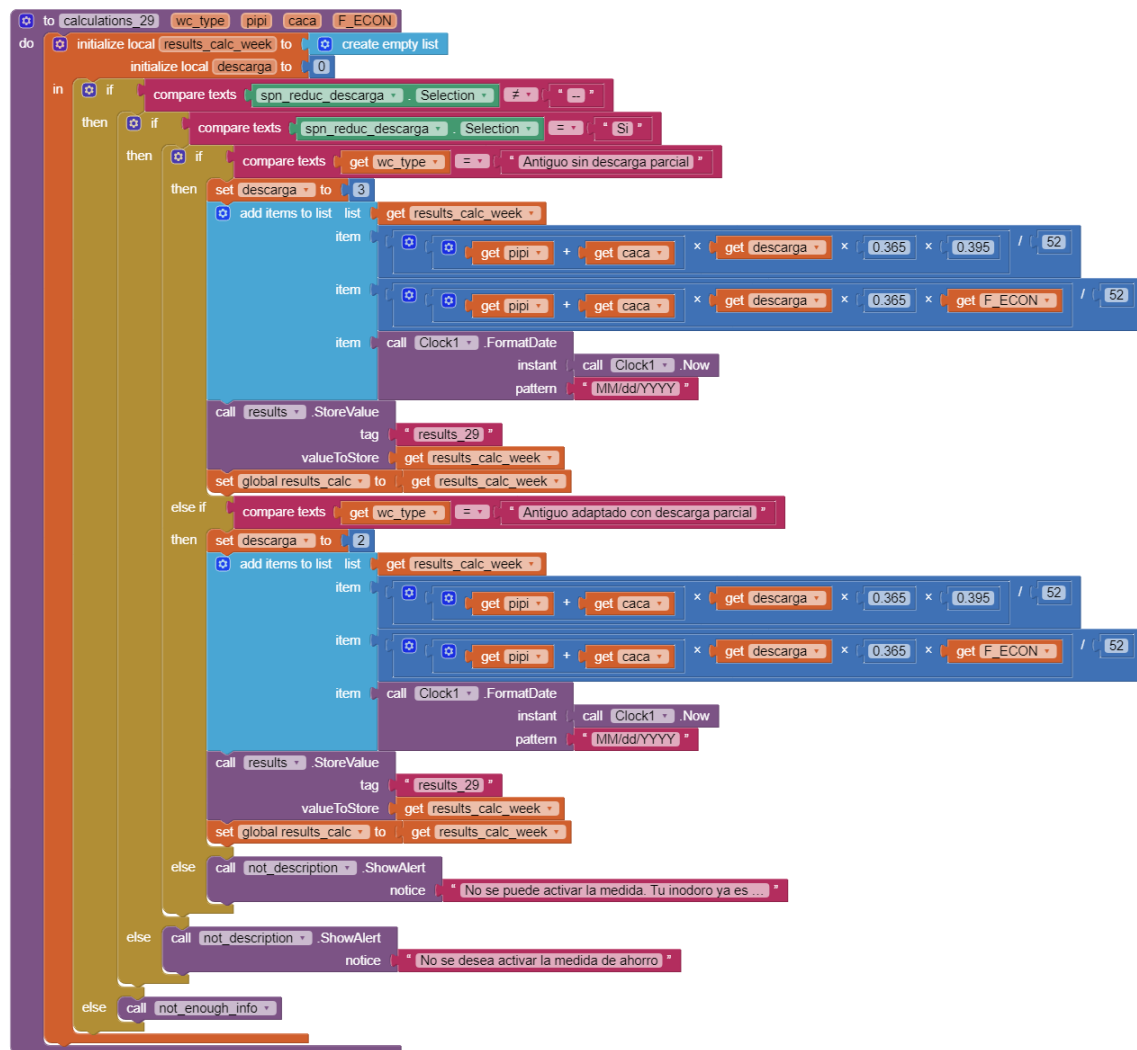 to calculations_29 wc_type pipi caca F_ECON
do initialize local results_calc_week to create empty list
initialize local descarga to 0
in if compare texts spn_reduc_descarga . Selection ≠ " -- "
then if compare texts spn_reduc_descarga . Selection = " Si "
then if compare texts get wc_type = " Antiguo sin descarga parcial "
then set descarga to 3
add items to list list get results_calc_week
item get pipi + get caca × get descarga × 0.365 × 0.395 / 52
item get pipi + get caca × get descarga × 0.365 × get F_ECON / 52
item call Clock1 .FormatDate
instant call Clock1 .Now
pattern " MM/dd/YYYY "
call results .StoreValue
tag " results_29 "
valueToStore get results_calc_week
set global results_calc to get results_calc_week
else if compare texts get wc_type = " Antiguo adaptado con descarga parcial "
then set descarga to 2
add items to list list get results_calc_week
item get pipi + get caca × get descarga × 0.365 × 0.395 / 52
item get pipi + get caca × get descarga × 0.365 × get F_ECON / 52
item call Clock1 .FormatDate
instant call Clock1 .Now
pattern " MM/dd/YYYY "
call results .StoreValue
tag " results_29 "
valueToStore get results_calc_week
set global results_calc to get results_calc_week
else call not_description .ShowAlert
notice " No se puede activar la medida. Tu inodoro ya es ... "
else call not_description .ShowAlert
notice " No se desea activar la medida de ahorro "
else call not_enough_info